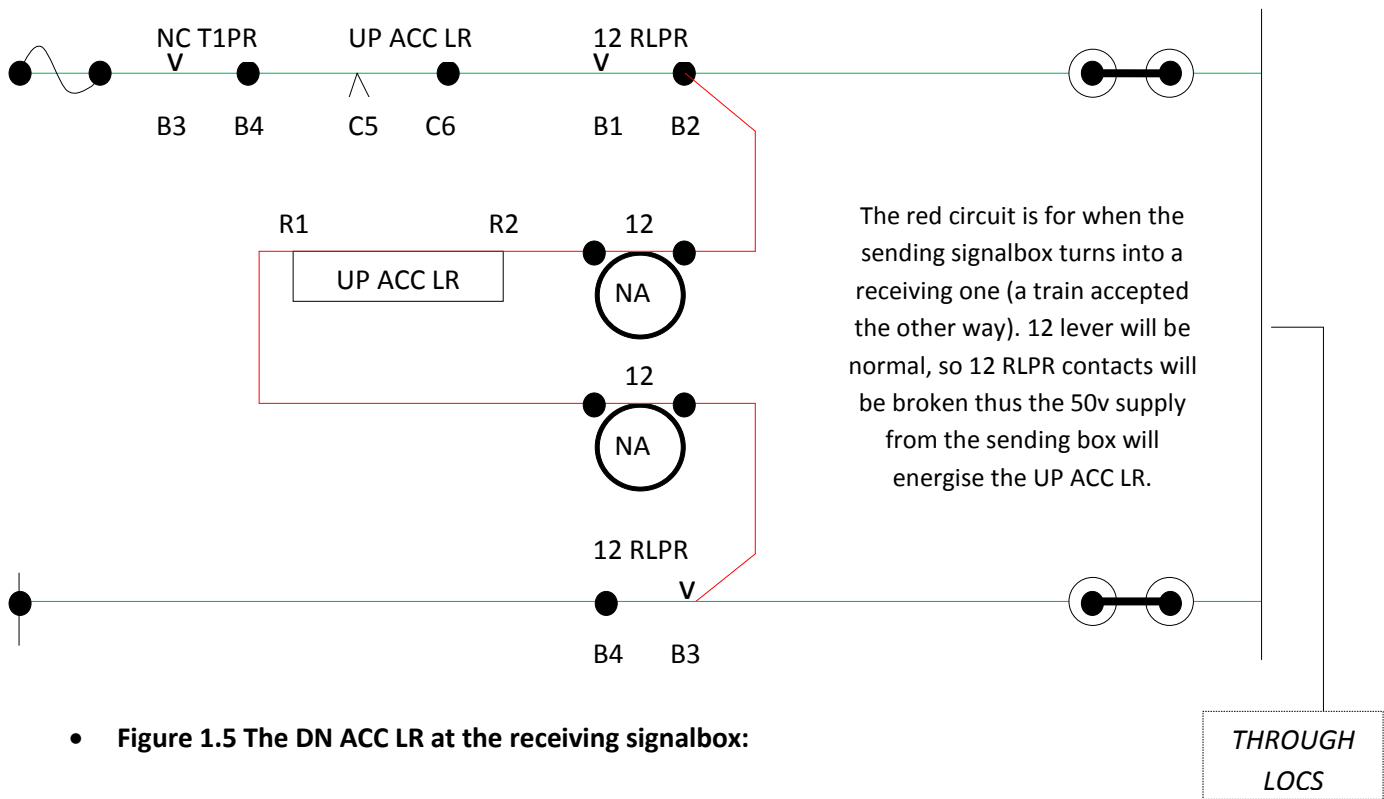 NC T1PR UP ACC LR 12 RLPR
V V
B3 B4 C5 C6 B1 B2
R1 R2 12
UP ACC LR
NA
12
NA
The red circuit is for when the
sending signalbox turns into a
receiving one (a train accepted
the other way). 12 lever will be
normal, so 12 RLPR contacts will
be broken thus the 50v supply
from the sending box will
energise the UP ACC LR.
12 RLPR
V
B4 B3
• Figure 1.5 The DN ACC LR at the receiving signalbox:
THROUGH
LOCS